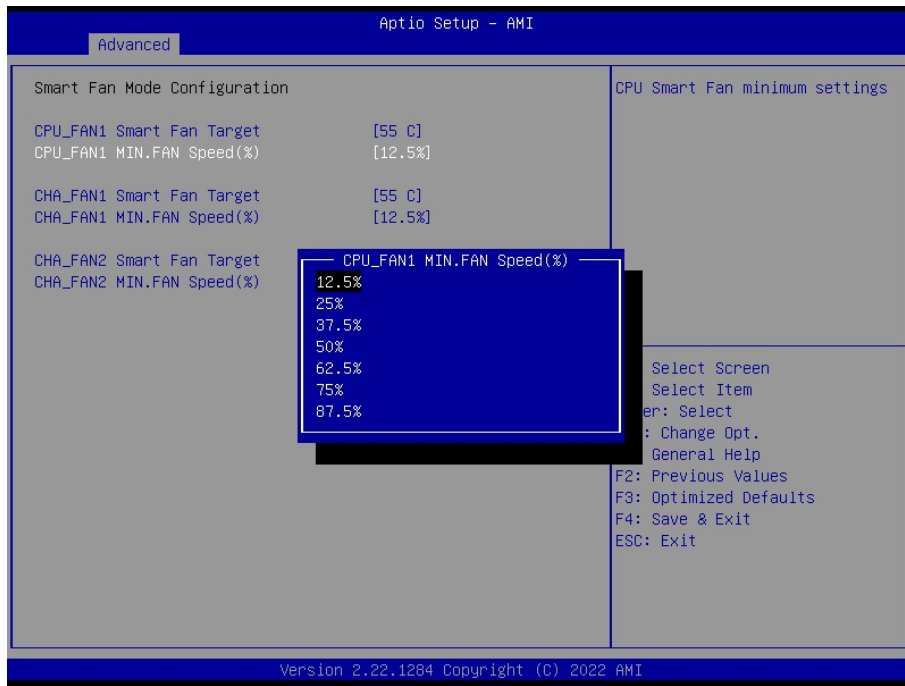 Aptio Setup – AMI
Advanced
Smart Fan Mode Configuration
CPU_FAN1 Smart Fan Target [55 C]
CPU_FAN1 MIN.FAN Speed(%) [12.5%]
CHA_FAN1 Smart Fan Target [55 C]
CHA_FAN1 MIN.FAN Speed(%) [12.5%]
CHA_FAN2 Smart Fan Target
CHA_FAN2 MIN.FAN Speed(%)
CPU_FAN1 MIN.FAN Speed(%)
12.5%
25%
37.5%
50%
62.5%
75%
87.5%
CPU Smart Fan minimum settings
Select Screen
Select Item
er: Select
: Change Opt.
General Help
F2: Previous Values
F3: Optimized Defaults
F4: Save & Exit
ESC: Exit
Version 2.22.1284 Copyright (C) 2022 AMI